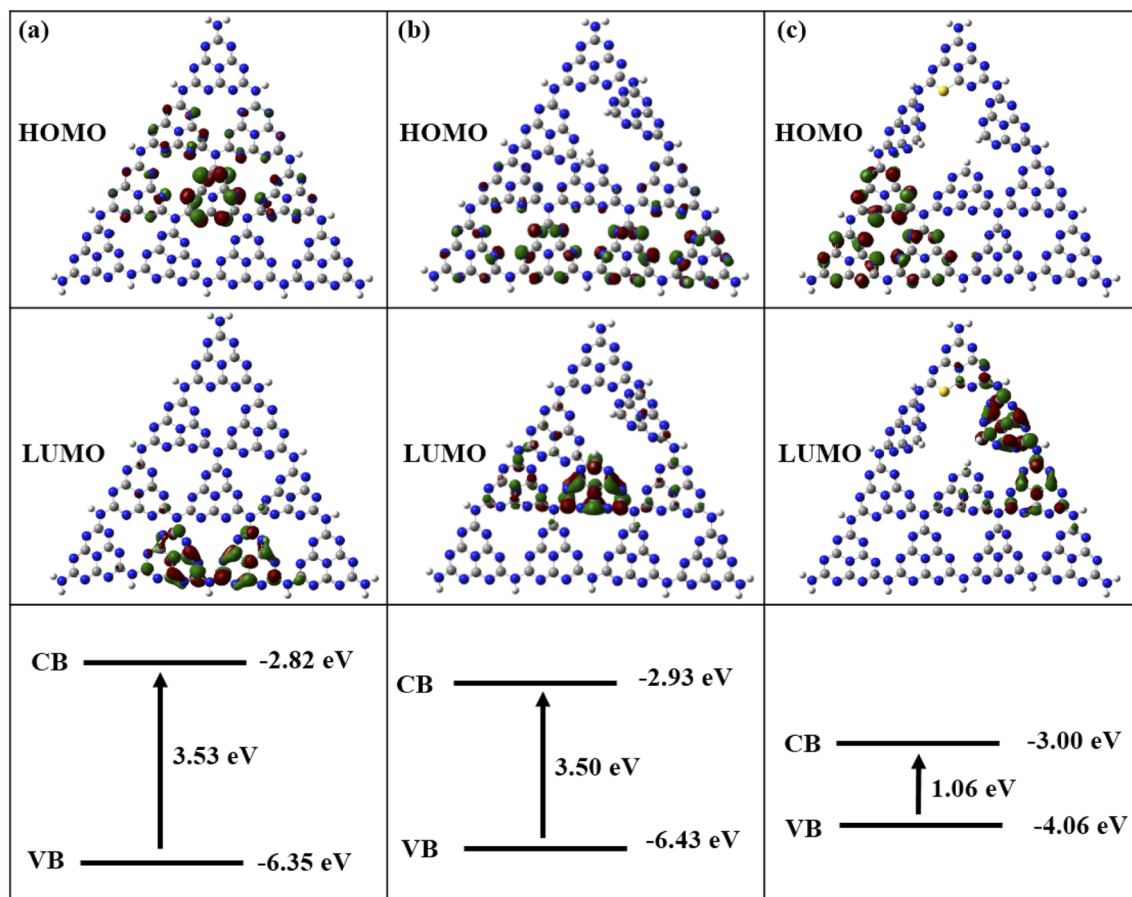 (a)
HOMO
(b)
HOMO
(c)
HOMO
LUMO
LUMO
LUMO
CB
-2.82 eV
3.53 eV
VB
-6.35 eV
CB
-2.93 eV
3.50 eV
VB
-6.43 eV
CB
-3.00 eV
1.06 eV
VB
-4.06 eV